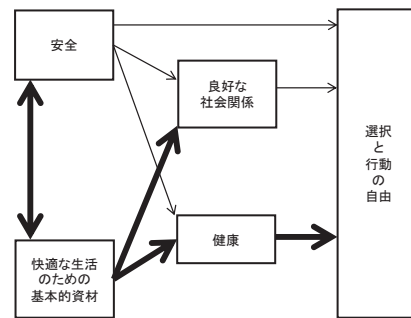 安全
良好な
社会関係
選択
と
行動
の
自由
健康
快適な生活
のための
基本的資材